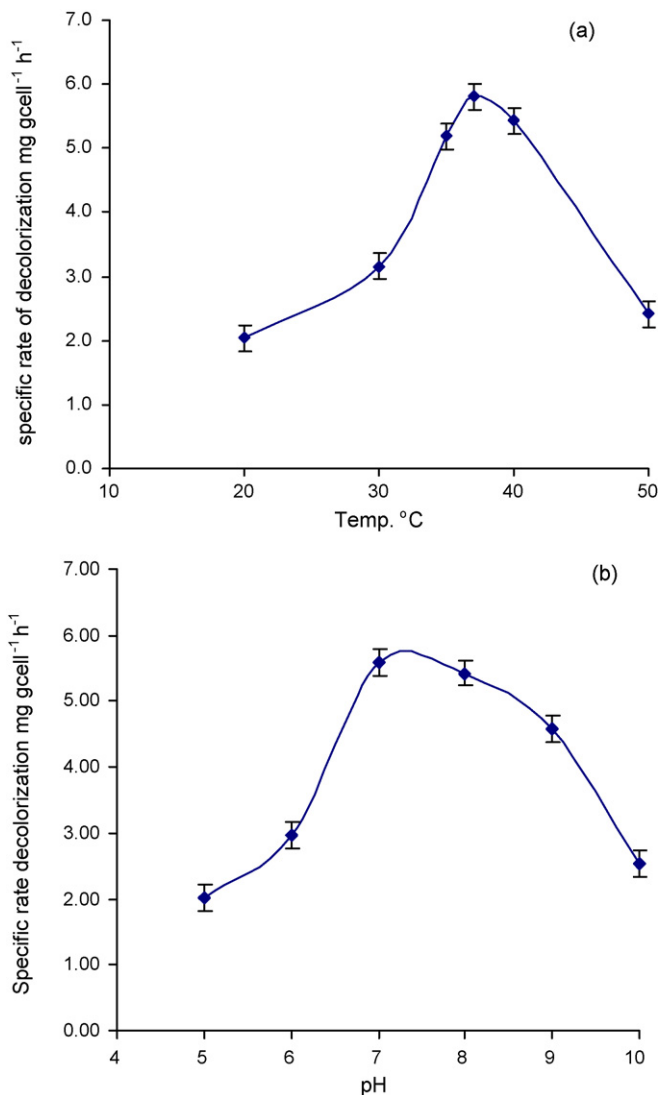 (a)
specific rate of decolorization mg gcell⁻¹ h⁻¹
7.0
6.0
5.0
4.0
3.0
2.0
1.0
0.0
10 20 30 40 50
Temp. °C
(b)
Specific rate decolorization mg gcell⁻¹ h⁻¹
7.00
6.00
5.00
4.00
3.00
2.00
1.00
0.00
4 5 6 7 8 9 10
pH